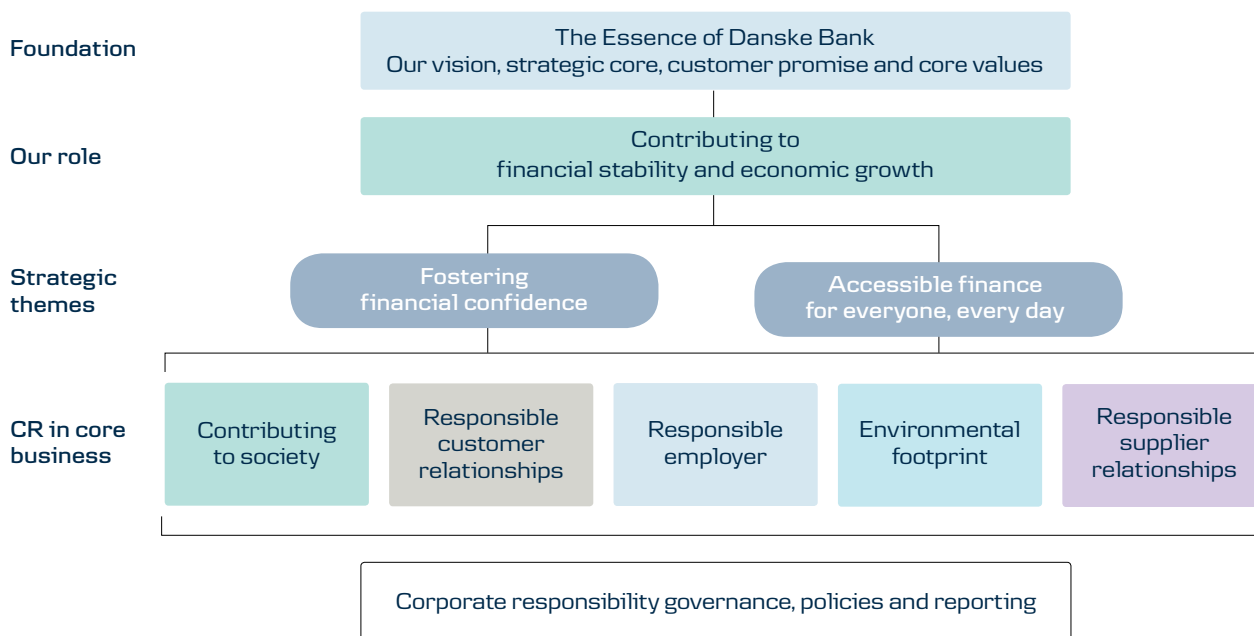 Foundation
The Essence of Danske Bank
Our vision, strategic core, customer promise and core values
Our role
Contributing to
financial stability and economic growth
Strategic
themes
Fostering
financial confidence
Accessible finance
for everyone, every day
CR in core
business
Contributing
to society
Responsible
customer
relationships
Responsible
employer
Environmental
footprint
Responsible
supplier
relationships
Corporate responsibility governance, policies and reporting